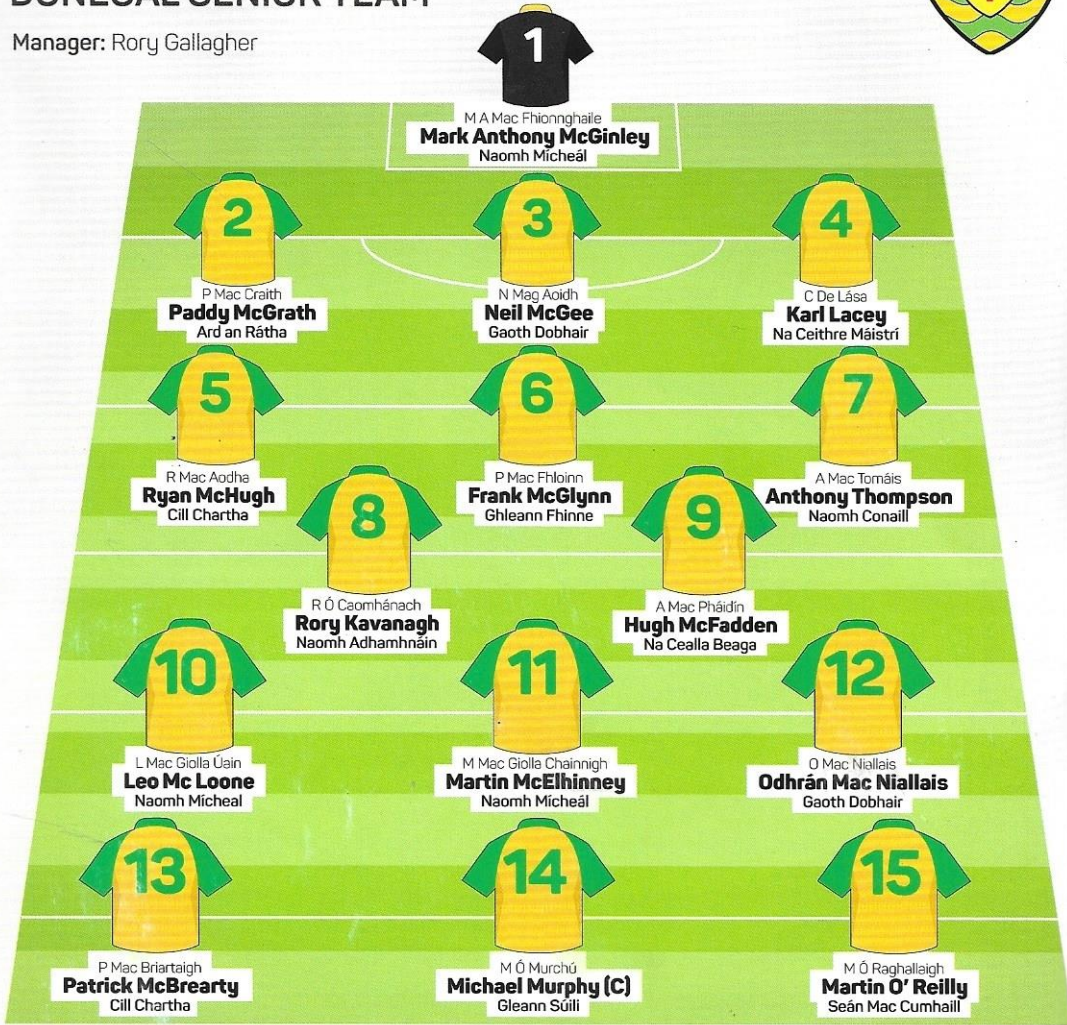 DONEGAL SENIOR TEAM
Manager: Rory Gallagher
1
M A Mac Fhionnghaile
Mark Anthony McGinley
Naomh Mícheál
2
P Mac Craith
Paddy McGrath
Ard an Rátha
3
N Mag Aoidh
Neil McGee
Gaoth Dobhair
4
C De Lása
Karl Lacey
Na Ceithre Máistrí
5
R Mac Aodha
Ryan McHugh
Cill Chartha
6
P Mac Fhloinn
Frank McGlynn
Ghleann Fhinne
7
A Mac Tomáis
Anthony Thompson
Naomh Conaill
8
R Ó Caomhánach
Rory Kavanagh
Naomh Adhamhnáin
9
A Mac Pháidín
Hugh McFadden
Na Cealla Beaga
10
L Mac Giolla Úain
Leo Mc Loone
Naomh Mícheal
11
M Mac Giolla Chainnigh
Martin McElhinney
Naomh Mícheál
12
O Mac Niallais
Odhrán Mac Niallais
Gaoth Dobhair
13
P Mac Briartaigh
Patrick McBrearty
Cill Chartha
14
M Ó Murchú
Michael Murphy (C)
Gleann Súilí
15
M Ó Raghallaigh
Martin O' Reilly
Seán Mac Cumhaill